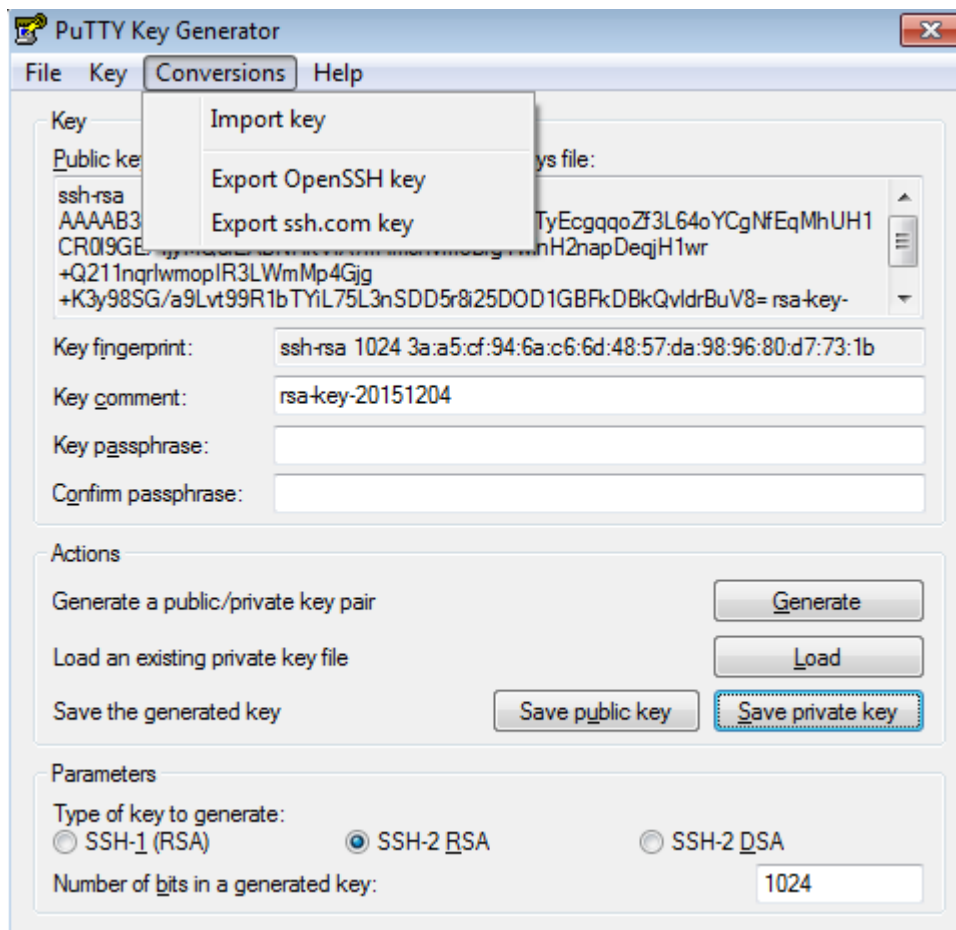 PuTTY Key Generator
File Key Conversions Help
Import key
Export OpenSSH key
Export ssh.com key
Key
Public key
ys file:
ssh-rsa
AAAAB3 TyEcgqqoZf3L64oYCgNfEqMhUH1
H2napDeqjH1wr
+Q211nqrlwmopIR3LWmMp4Gjg
+K3y98SG/a9Lvt99R1bTYiL75L3nSDD5r8i25DOD1GBFkDBkQvldrBuV8= rsa-key-
Key fingerprint: ssh-rsa 1024 3a:a5:cf:94:6a:c6:6d:48:57:da:98:96:80:d7:73:1b
Key comment: rsa-key-20151204
Key passphrase:
Confirm passphrase:
Actions
Generate a public/private key pair Generate
Load an existing private key file Load
Save the generated key Save public key Save private key
Parameters
Type of key to generate:
SSH-1 (RSA) SSH-2 RSA SSH-2 DSA
Number of bits in a generated key: 1024